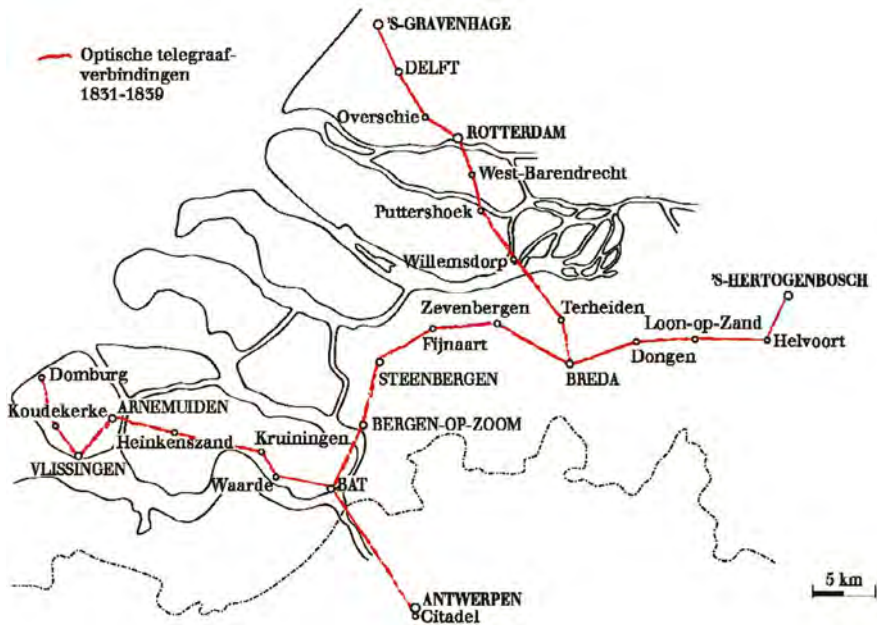 'S-GRAVENHAGE
Optische telegraaf-
verbindingen
1831-1839
DELFT
Overschie
ROTTERDAM
West-Barendrecht
Puttershoek
Willemsdorp
'S-HERTOGENBOSCH
Zevenbergen
Terheiden
Loon-op-Zand
Fijnaart
Helvoort
Dongen
STEENBERGEN
BREDA
Domburg
ARNEMUIDEN
Koudekerke
BERGEN-OP-ZOOM
Heinkenszand
Kruiningen
VLISSINGEN
Waarde
BAT
5 km
ANTWERPEN
Citadel